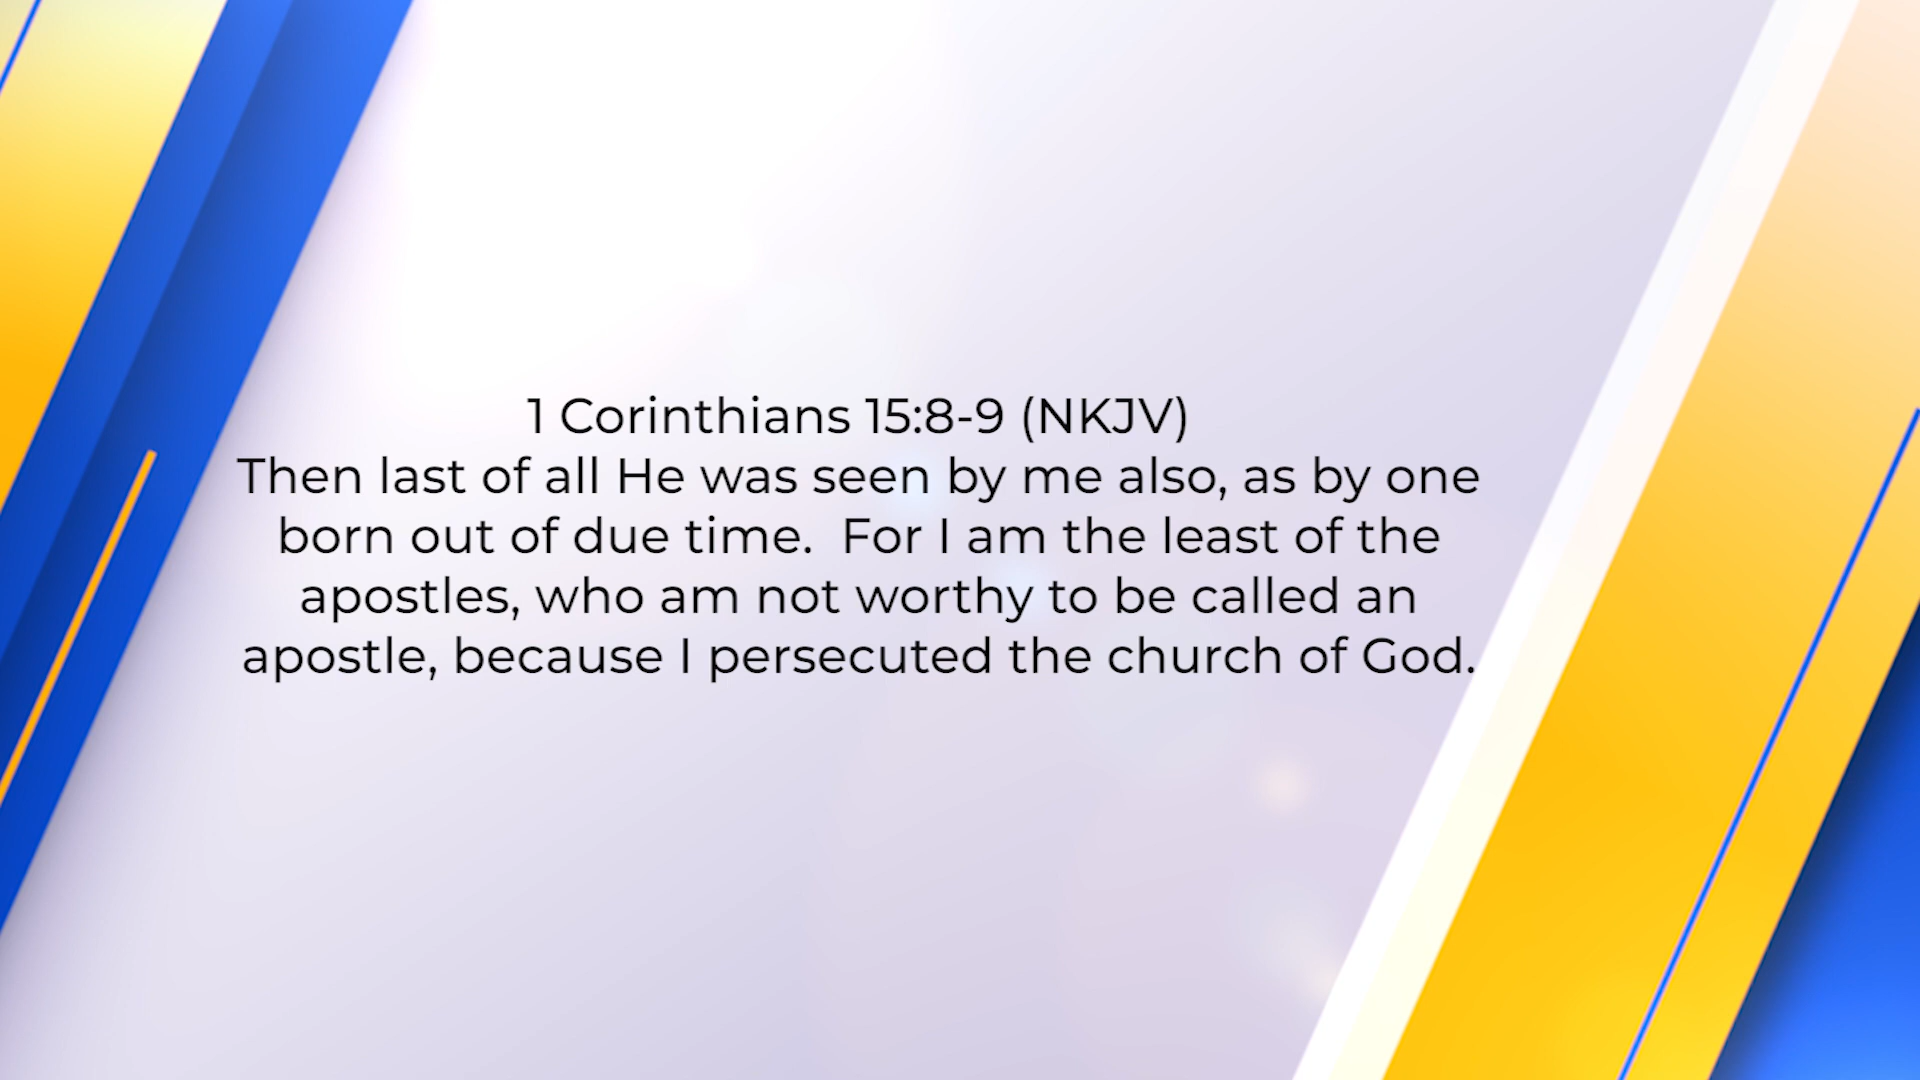 1 Corinthians 15:8-9 (NKJV)
Then last of all He was seen by me also, as by one
born out of due time.  For I am the least of the
apostles, who am not worthy to be called an
apostle, because I persecuted the church of God.